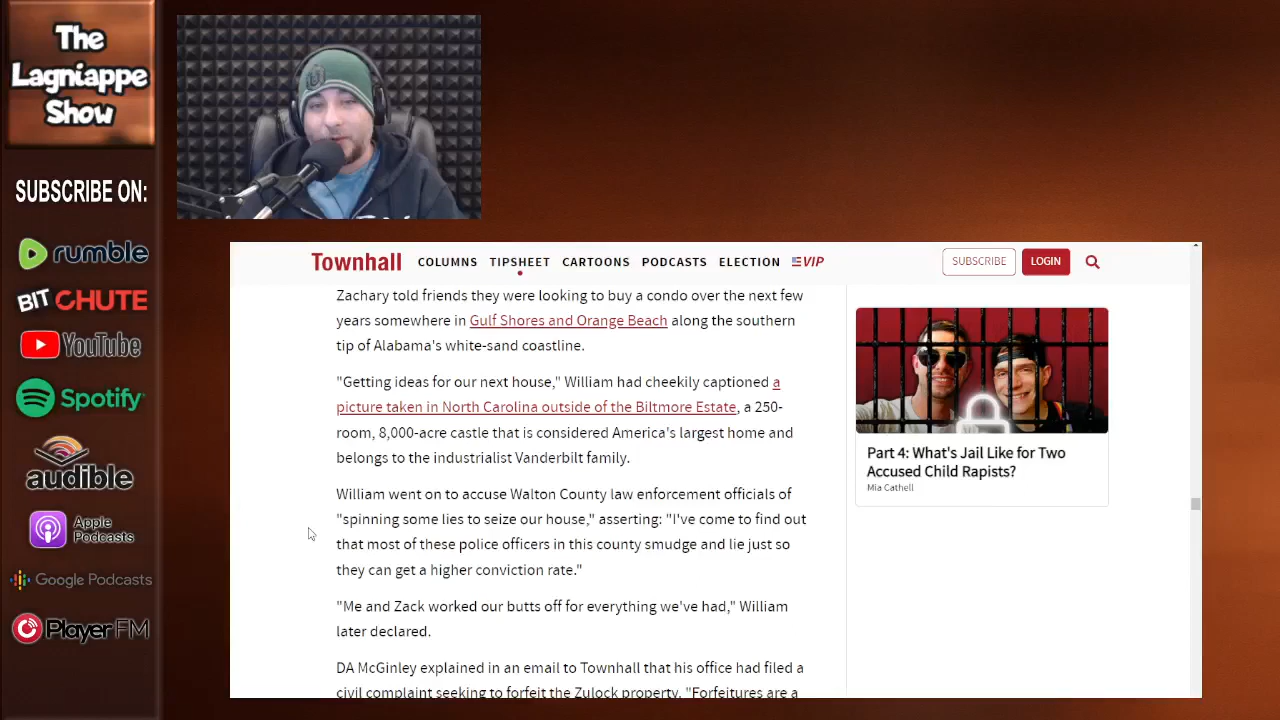 The
Lagniappe
Show
SUBSCRIBE ON:
rumble
BIT CHUTE
YouTube
Spotify
audible
Apple
Podcasts
Google Podcasts
Player FM
Townhall COLUMNS TIPSHEET CARTOONS PODCASTS ELECTION VIP SUBSCRIBE LOGIN
Zachary told friends they were looking to buy a condo over the next few
years somewhere in Gulf Shores and Orange Beach along the southern
tip of Alabama's white-sand coastline.
"Getting ideas for our next house," William had cheekily captioned a
picture taken in North Carolina outside of the Biltmore Estate, a 250-
room, 8,000-acre castle that is considered America's largest home and
belongs to the industrialist Vanderbilt family.
William went on to accuse Walton County law enforcement officials of
"spinning some lies to seize our house," asserting: "I've come to find out
that most of these police officers in this county smudge and lie just so
they can get a higher conviction rate."
"Me and Zack worked our butts off for everything we've had," William
later declared.
DA McGinley explained in an email to Townhall that his office had filed a
civil complaint seeking to forfeit the Zulock property. "Forfeitures are a
Part 4: What's Jail Like for Two
Accused Child Rapists?
Mia Cathell